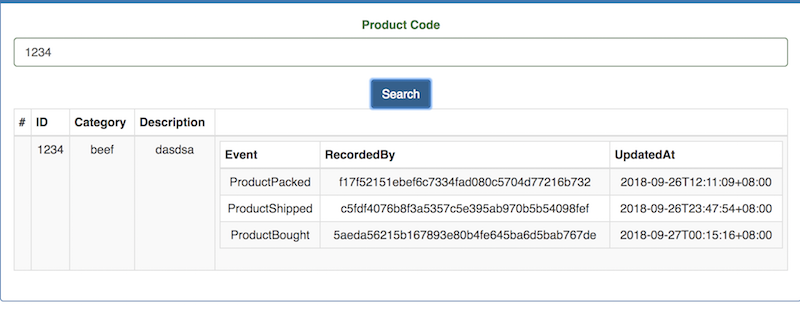 Product Code
1234
Search
# ID Category Description
1234 beef dasdsa
Event RecordedBy UpdatedAt
ProductPacked f17f52151ebef6c7334fad080c5704d77216b732 2018-09-26T12:11:09+08:00
ProductShipped c5fdf4076b8f3a5357c5e395ab970b5b54098fef 2018-09-26T23:47:54+08:00
ProductBought 5aeda56215b167893e80b4fe645ba6d5bab767de 2018-09-27T00:15:16+08:00